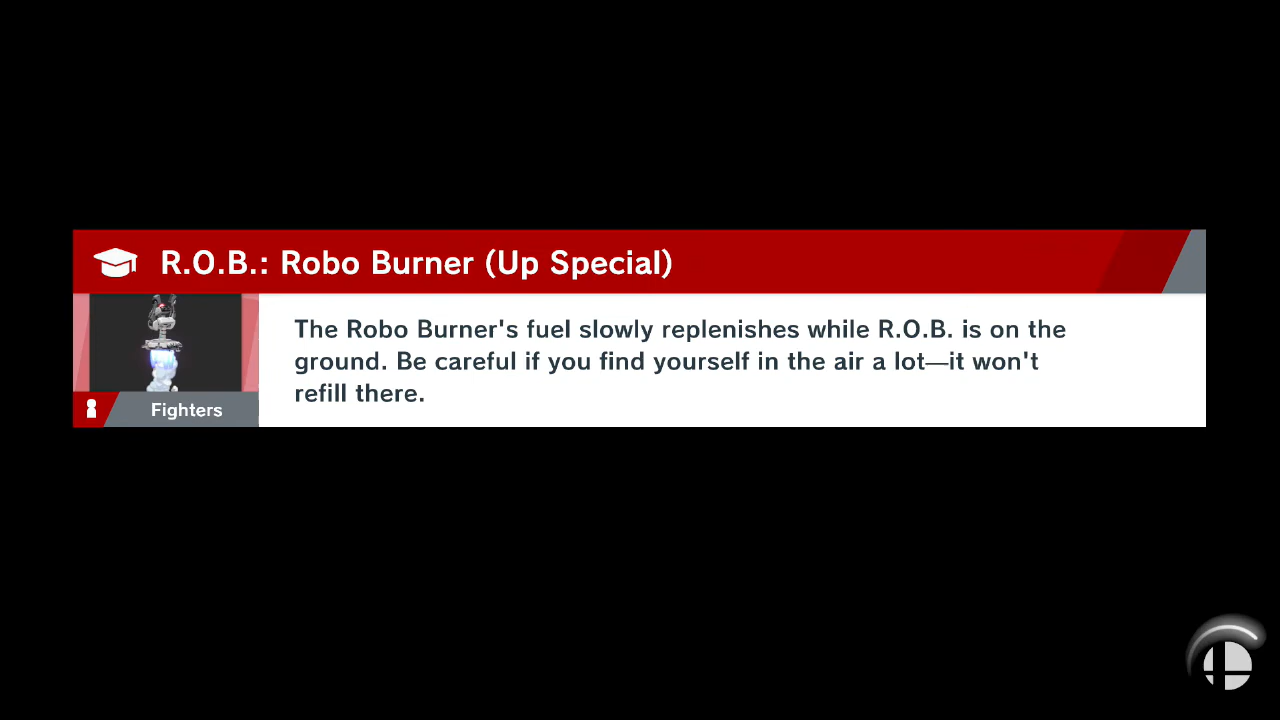 R.O.B.: Robo Burner (Up Special)
The Robo Burner's fuel slowly replenishes while R.O.B. is on the
ground. Be careful if you find yourself in the air a lot—it won't
refill there.
Fighters